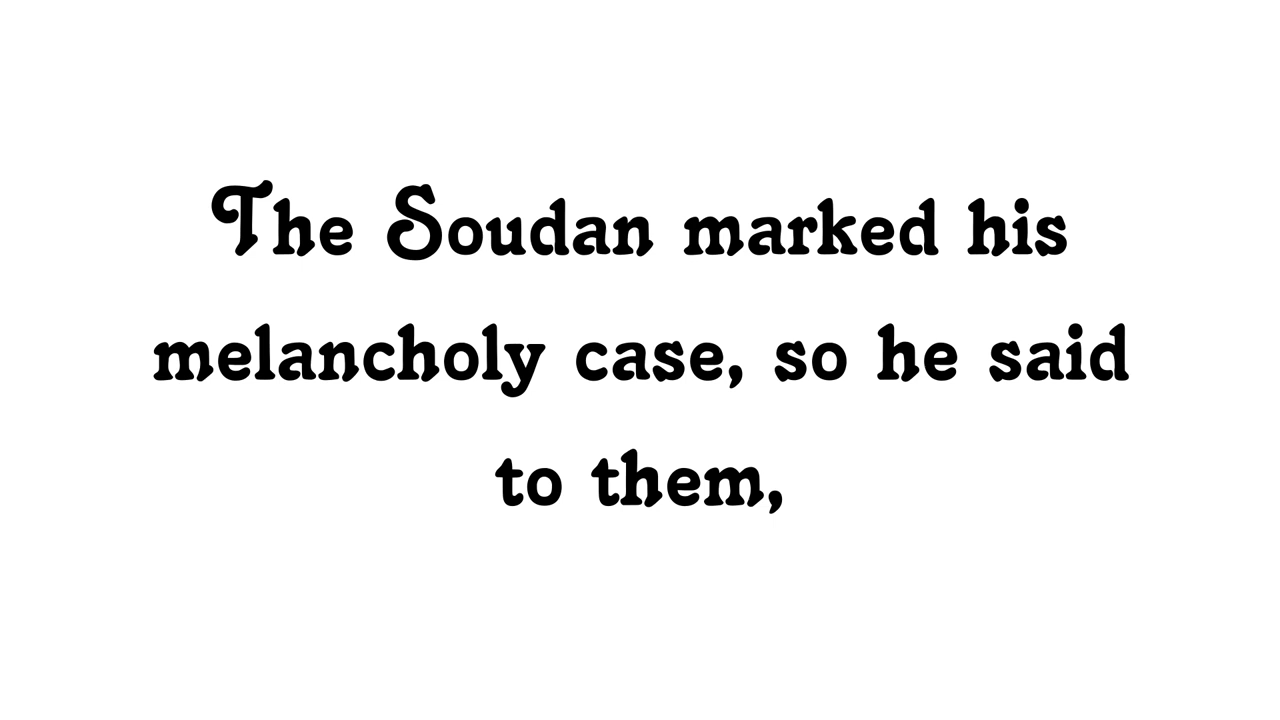 The Soudan marked his
melancholy case, so he said
to them,